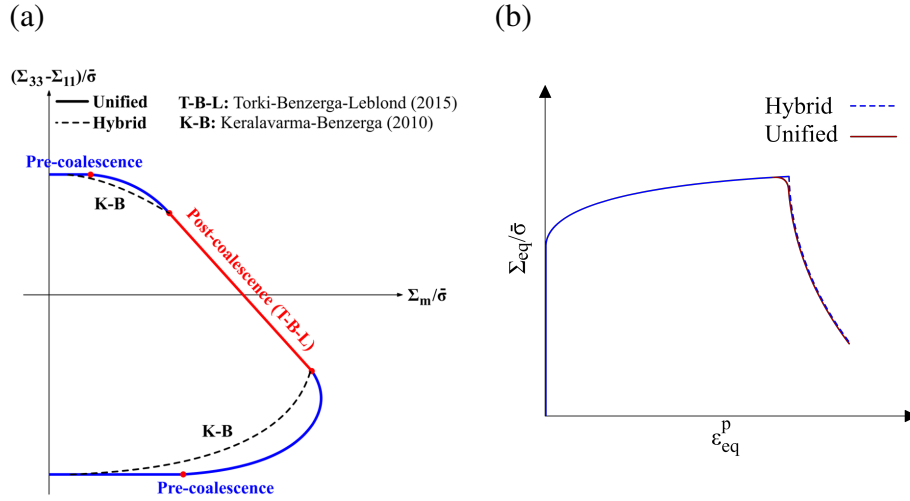 (a)
(Σ33-Σ11)/σ̄
Unified T-B-L: Torki-Benzerga-Leblond (2015)
Hybrid K-B: Keralavarma-Benzerga (2010)
Pre-coalescence
K-B
Post-coalescence (T-B-L)
Σm/σ̄
K-B
Pre-coalescence
(b)
Hybrid
Unified
Σeq/σ̄
εᵖeq